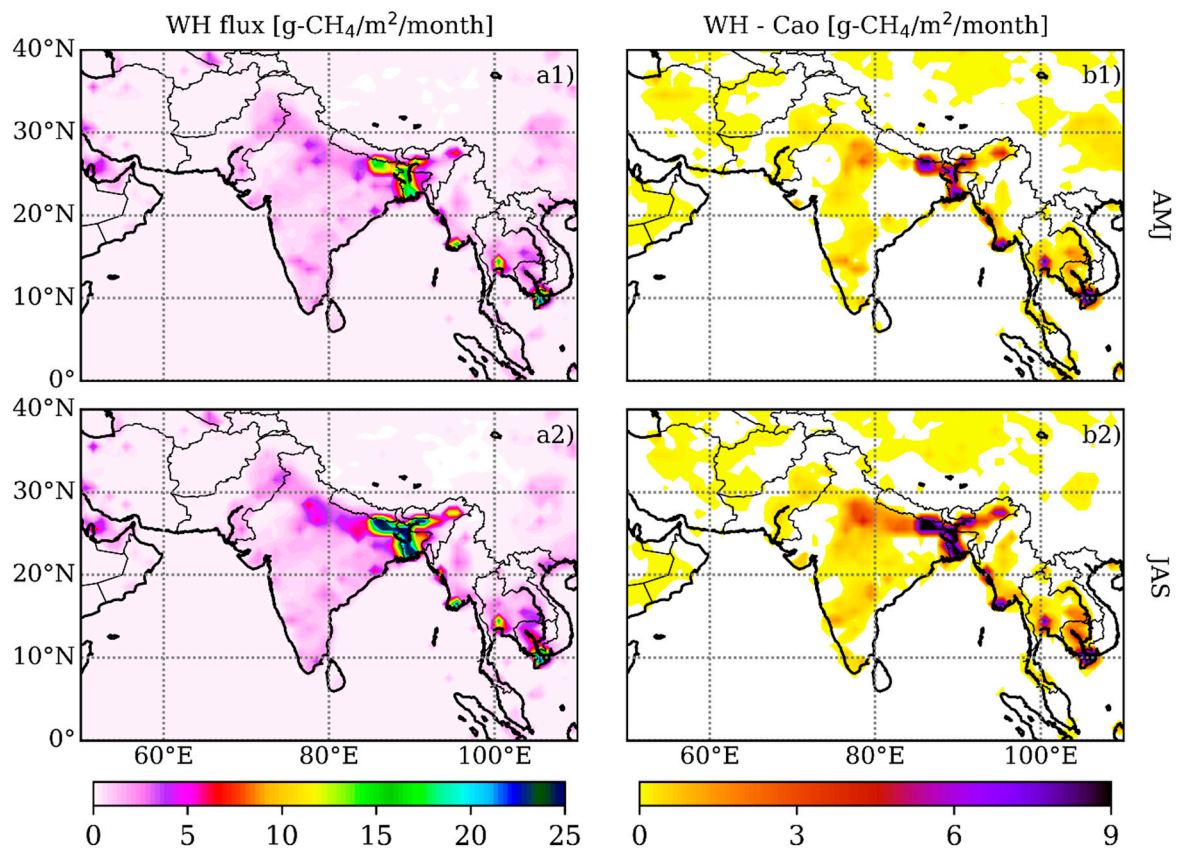 WH flux [g-CH₄/m²/month]
WH - Cao [g-CH₄/m²/month]
40°N
a1)
b1)
30°N
20°N
AMJ
10°N
0°
40°N
a2)
b2)
30°N
20°N
JAS
10°N
0°
60°E 80°E 100°E
60°E 80°E 100°E
0 5 10 15 20 25
0 3 6 9